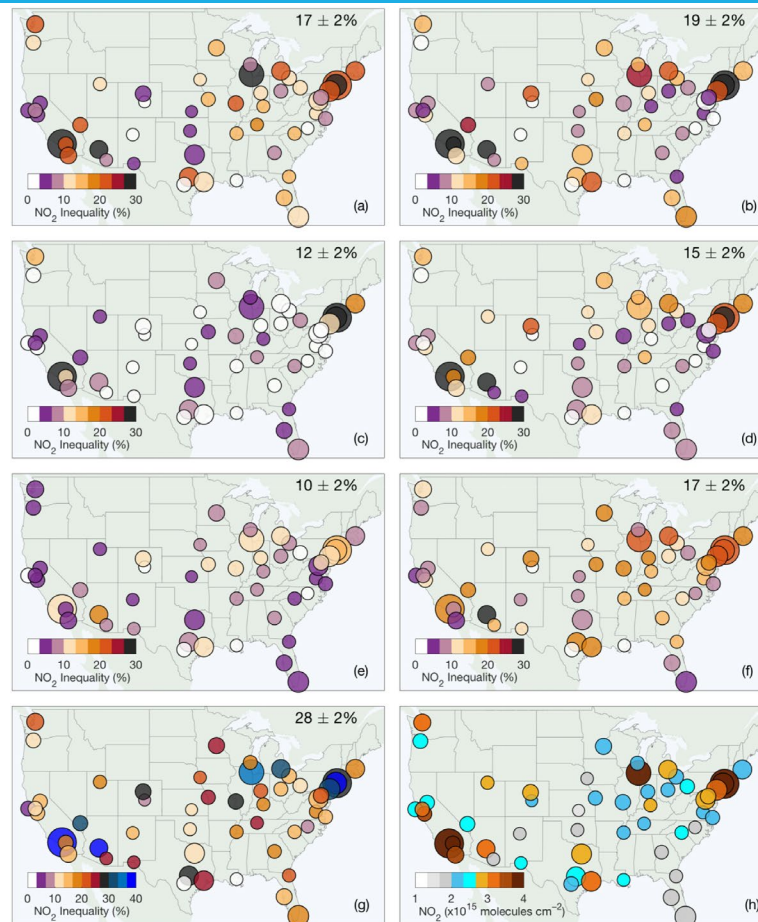 17 ± 2%
0 10 20 30
NO2 Inequality (%)
(a)
19 ± 2%
0 10 20 30
NO2 Inequality (%)
(b)
12 ± 2%
0 10 20 30
NO2 Inequality (%)
(c)
15 ± 2%
0 10 20 30
NO2 Inequality (%)
(d)
10 ± 2%
0 10 20 30
NO2 Inequality (%)
(e)
17 ± 2%
0 10 20 30
NO2 Inequality (%)
(f)
28 ± 2%
0 10 20 30 40
NO2 Inequality (%)
(g)
1 2 3 4
NO2 (x10^15 molecules cm^−2)
(h)